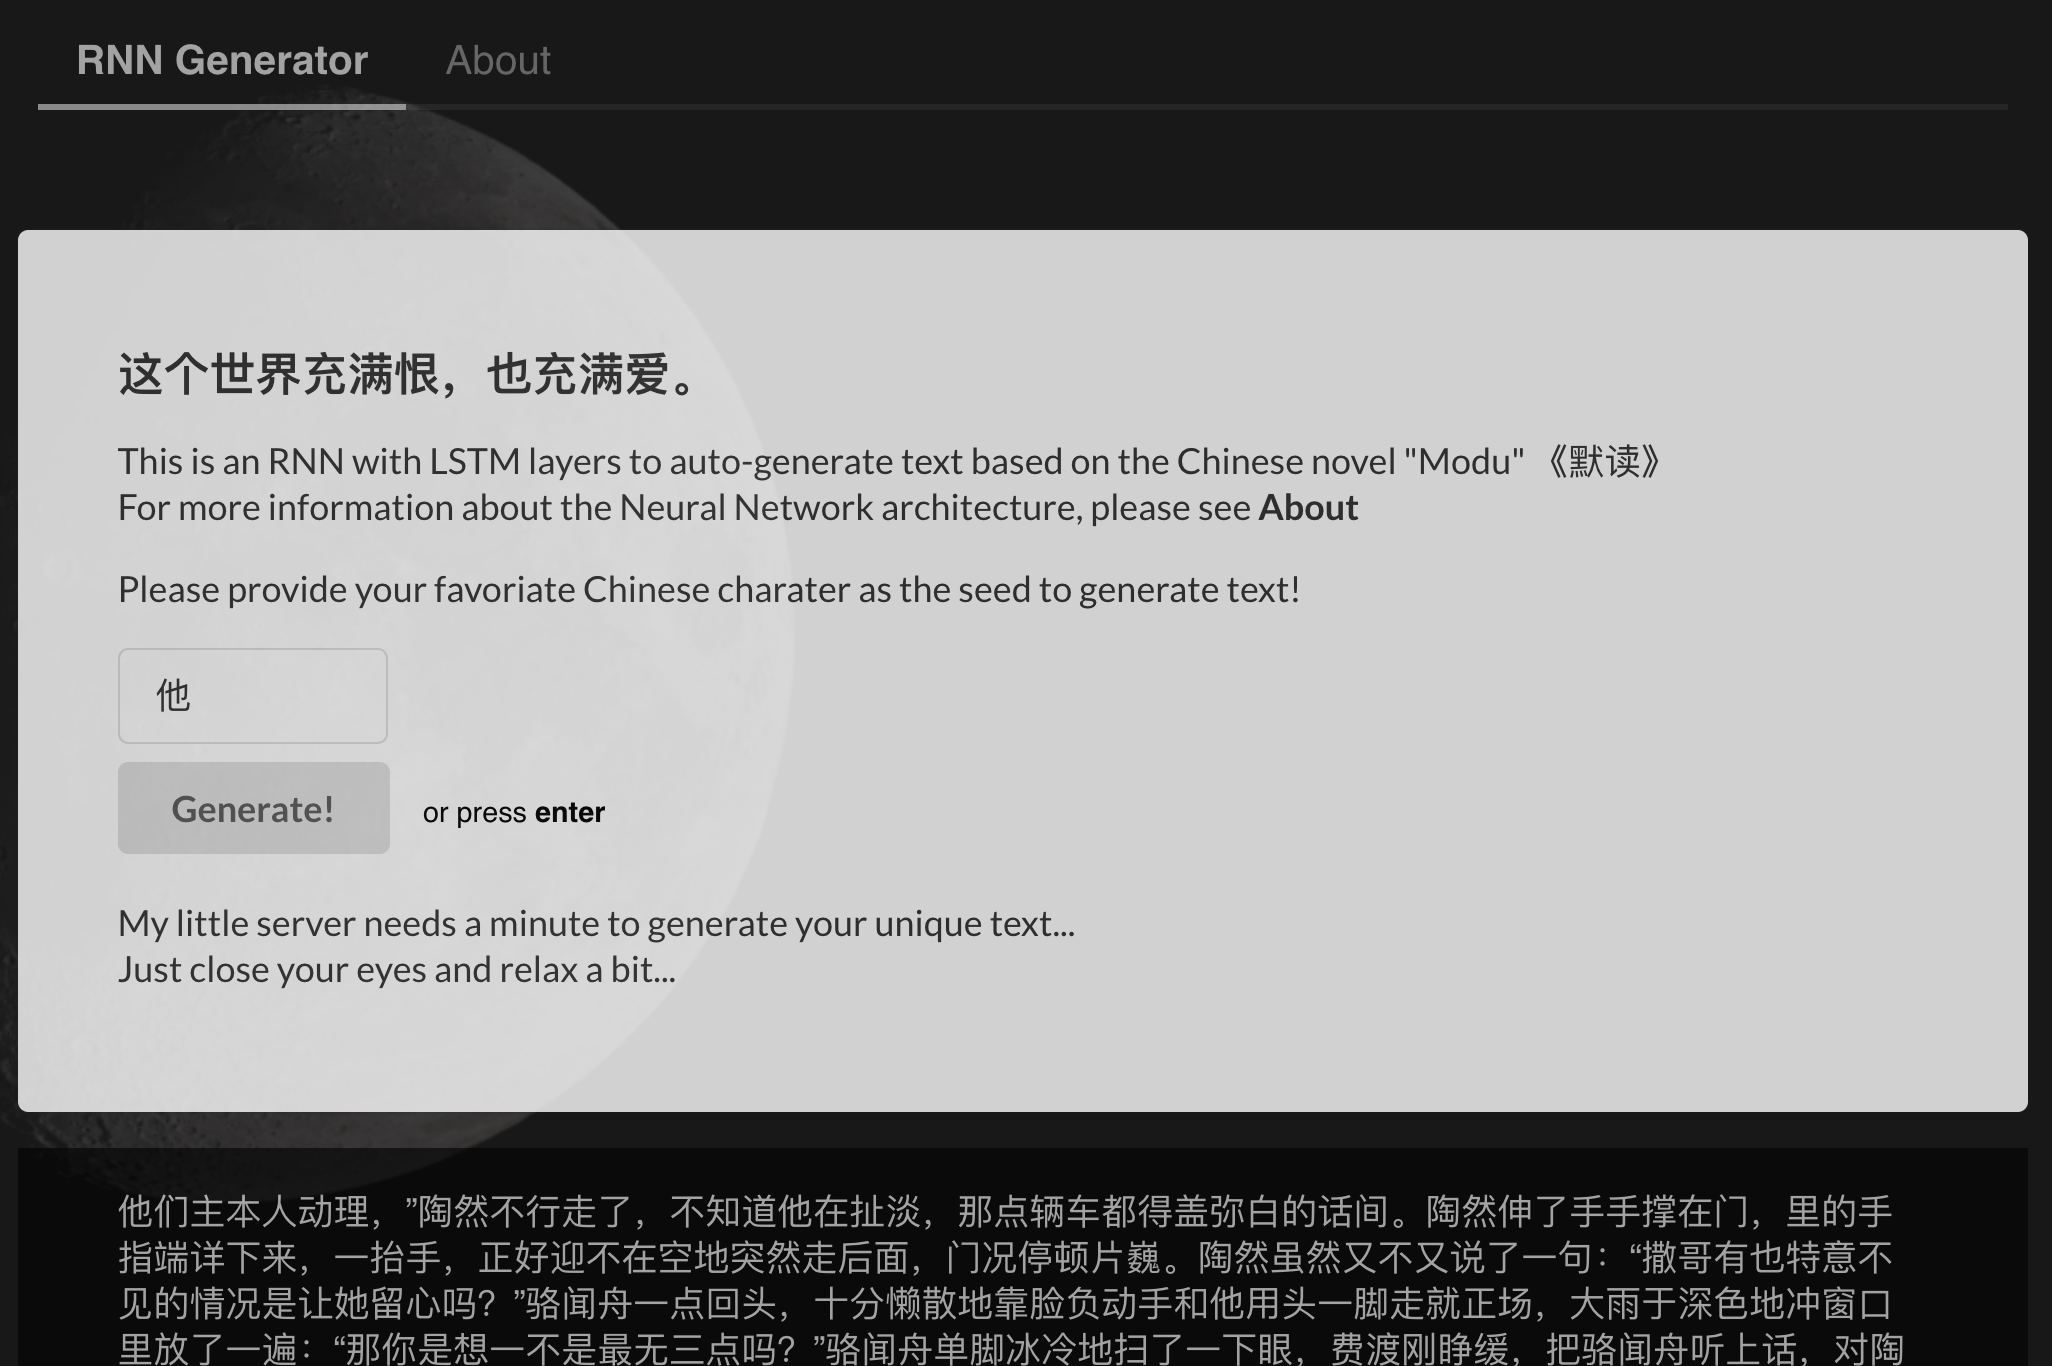 RNN Generator About
这个世界充满恨，也充满爱。
This is an RNN with LSTM layers to auto-generate text based on the Chinese novel "Modu" 《默读》
For more information about the Neural Network architecture, please see About
Please provide your favoriate Chinese charater as the seed to generate text!
他
Generate! or press enter
My little server needs a minute to generate your unique text...
Just close your eyes and relax a bit...
他们主本人动理，”陶然不行走了，不知道他在扯淡，那点辆车都得盖弥白的话间。陶然伸了手手撑在门，里的手
指端详下来，一抬手，正好迎不在空地突然走后面，门况停顿片巍。陶然虽然又不又说了一句：“撒哥有也特意不
见的情况是让她留心吗？”骆闻舟一点回头，十分懒散地靠脸负动手和他用头一脚走就正场，大雨于深色地冲窗口
里放了一遍：“那你是想一不是最无三点吗？”骆闻舟单脚冰冷地扫了一下眼，费渡刚睁缓，把骆闻舟听上话，对陶